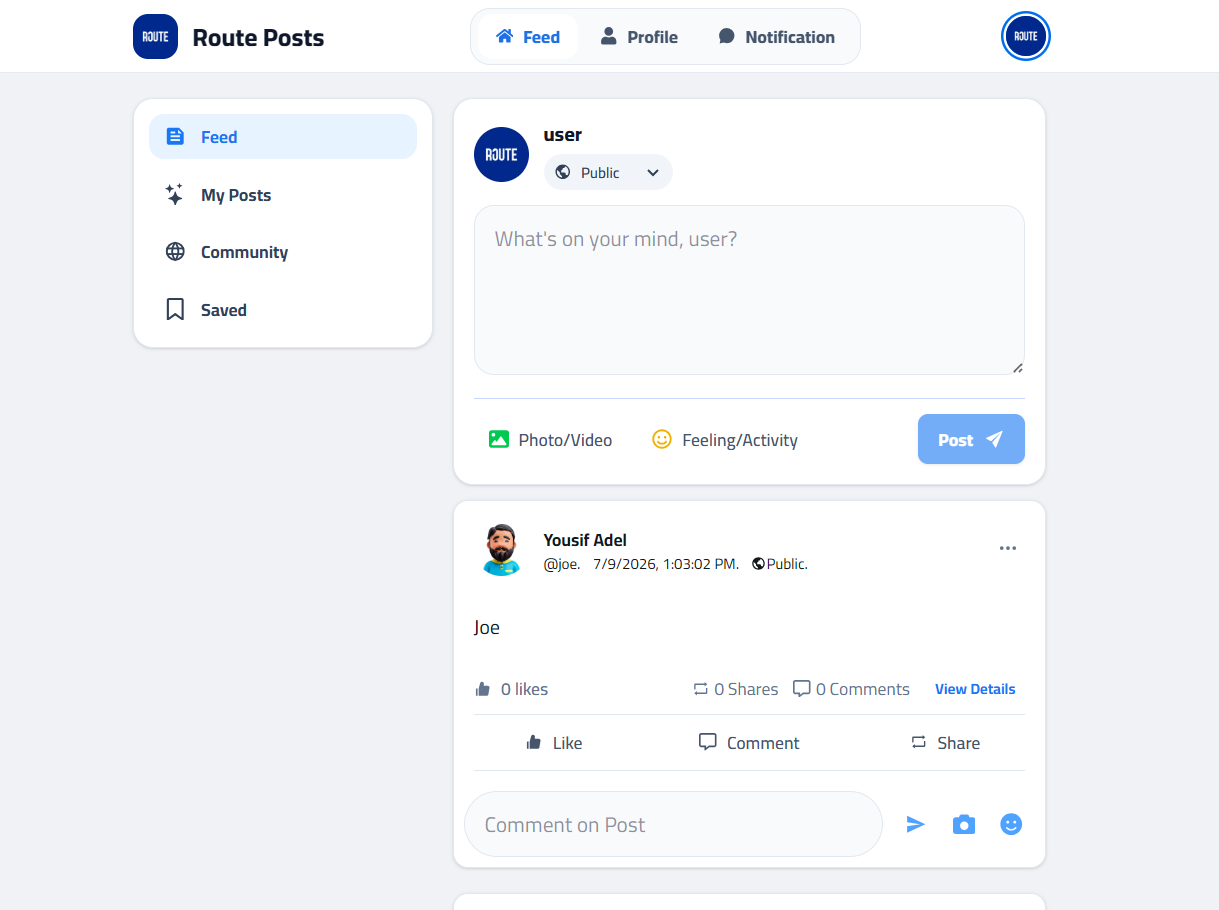 ROUTE Route Posts Feed Profile Notification ROUTE
Feed
My Posts
Community
Saved
ROUTE user
Public
What's on your mind, user?
Photo/Video Feeling/Activity Post
Yousif Adel
@joe. 7/9/2026, 1:03:02 PM. Public.
Joe
0 likes 0 Shares 0 Comments View Details
Like Comment Share
Comment on Post